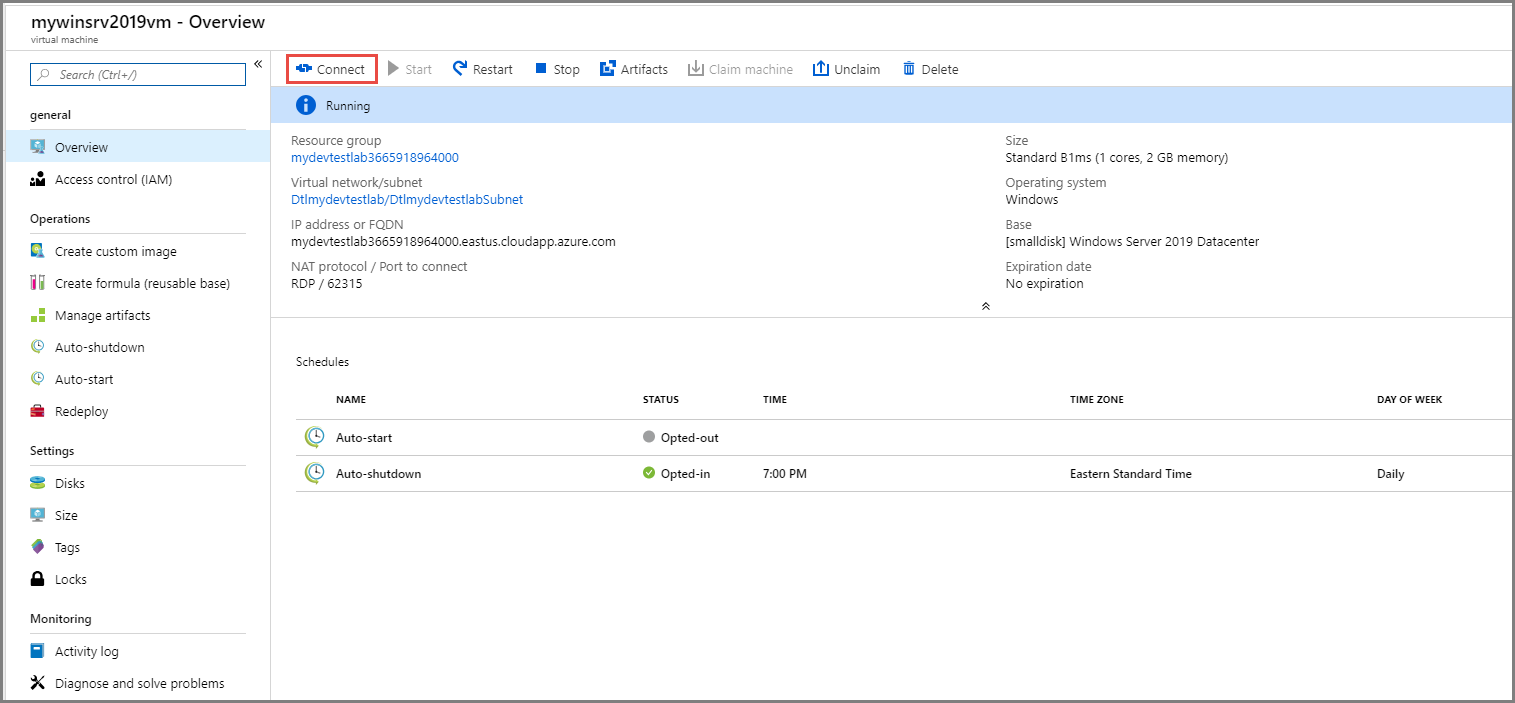 mywinsrv2019vm - Overview
virtual machine
Search (Ctrl+/)
«
general
Overview
Access control (IAM)
Operations
Create custom image
Create formula (reusable base)
Manage artifacts
Auto-shutdown
Auto-start
Redeploy
Settings
Disks
Size
Tags
Locks
Monitoring
Activity log
Diagnose and solve problems
Connect Start Restart Stop Artifacts Claim machine Unclaim Delete
Running
Resource group
mydevtestlab3665918964000
Virtual network/subnet
Dtlmydevtestlab/DtlmydevtestlabSubnet
IP address or FQDN
mydevtestlab3665918964000.eastus.cloudapp.azure.com
NAT protocol / Port to connect
RDP / 62315
Size
Standard B1ms (1 cores, 2 GB memory)
Operating system
Windows
Base
[smalldisk] Windows Server 2019 Datacenter
Expiration date
No expiration
Schedules
NAME STATUS TIME TIME ZONE DAY OF WEEK
Auto-start Opted-out
Auto-shutdown Opted-in 7:00 PM Eastern Standard Time Daily